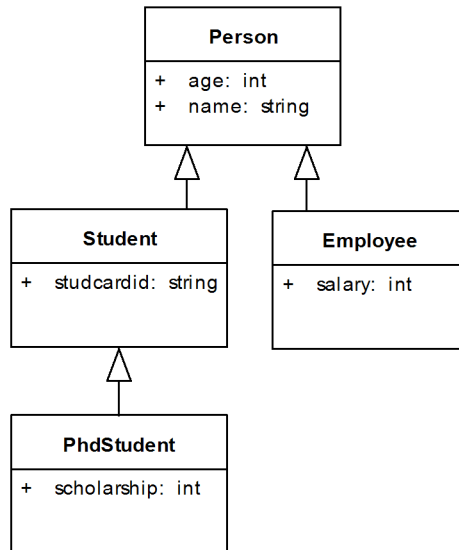 Person
+ age: int
+ name: string
Student
+ studcardid: string
Employee
+ salary: int
PhdStudent
+ scholarship: int